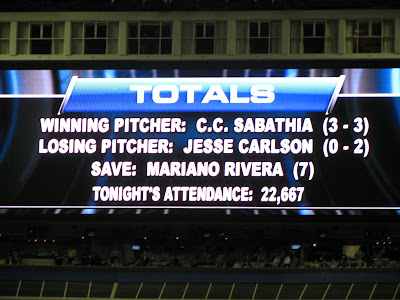 TOTALS
WINNING PITCHER: C.C. SABATHIA (3 - 3)
LOSING PITCHER: JESSE CARLSON (0 - 2)
SAVE: MARIANO RIVERA (7)
TONIGHT'S ATTENDANCE: 22,667